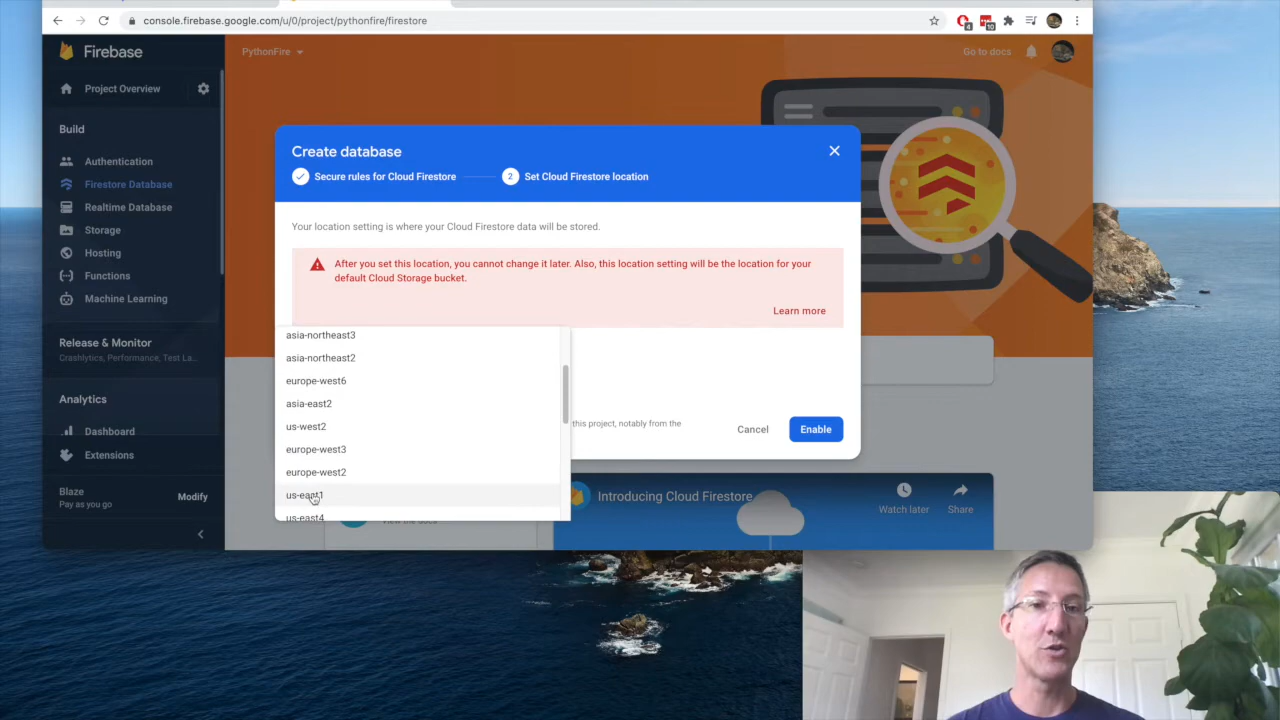 console.firebase.google.com/u/0/project/pythonfire/firestore
4
10
Firebase
PythonFire
Go to docs
Project Overview
Build
Authentication
Firestore Database
Realtime Database
Storage
Hosting
Functions
Machine Learning
Release & Monitor
Crashlytics, Performance, Test La...
Analytics
Dashboard
Extensions
Blaze
Pay as you go
Modify
Create database
Secure rules for Cloud Firestore
2
Set Cloud Firestore location
Your location setting is where your Cloud Firestore data will be stored.
After you set this location, you cannot change it later. Also, this location setting will be the location for your
default Cloud Storage bucket.
Learn more
asia-northeast3
asia-northeast2
europe-west6
asia-east2
us-west2
europe-west3
europe-west2
us-east1
us-east4
this project, notably from the
Cancel
Enable
View the docs
Introducing Cloud Firestore
Watch later
Share